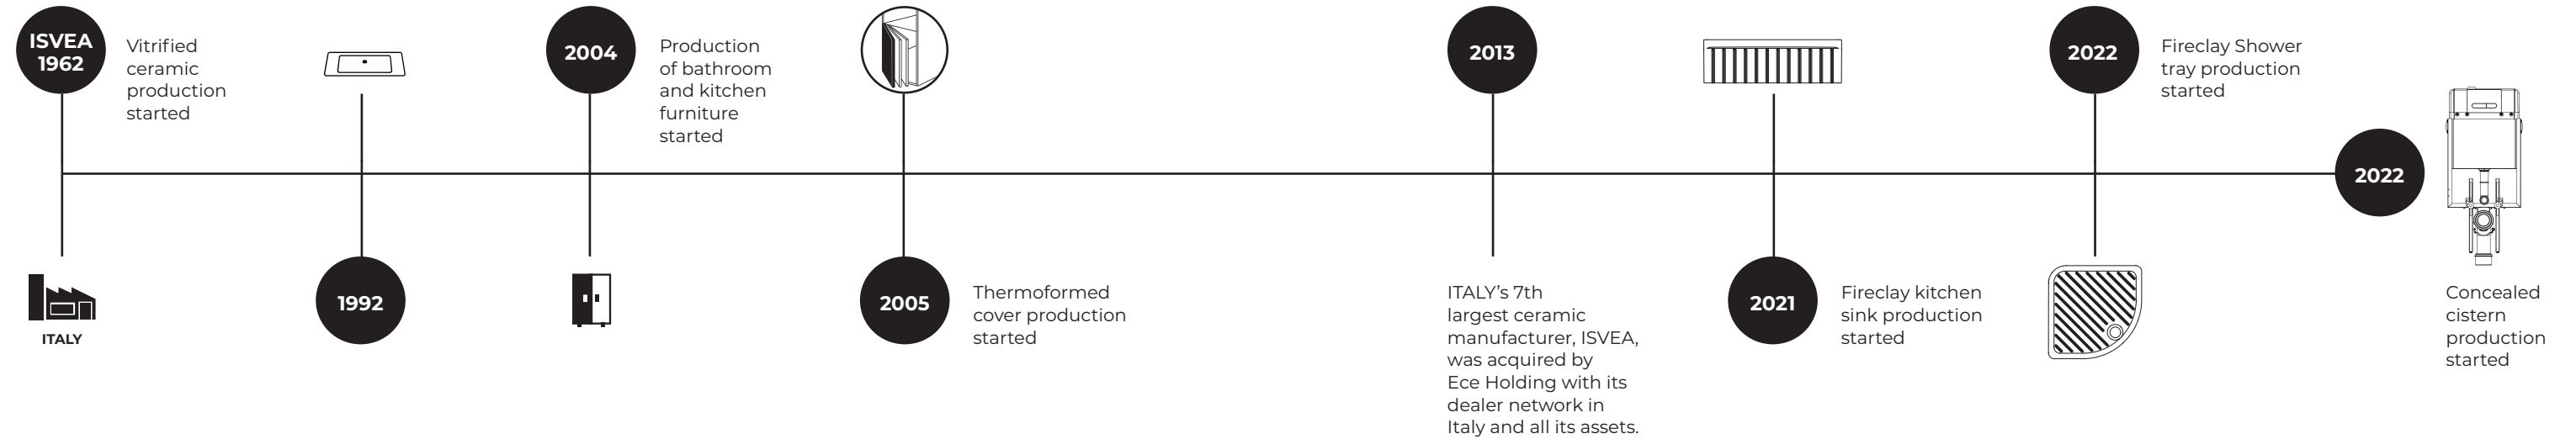 ISVEA
1962
Vitrified
ceramic
production
started
ITALY
1992
2004
Production
of bathroom
and kitchen
furniture
started
2005
Thermoformed
cover production
started
2013
ITALY’s 7th
largest ceramic
manufacturer, ISVEA,
was acquired by
Ece Holding with its
dealer network in
Italy and all its assets.
2021
Fireclay kitchen
sink production
started
2022
Fireclay Shower
tray production
started
2022
Concealed
cistern
production
started